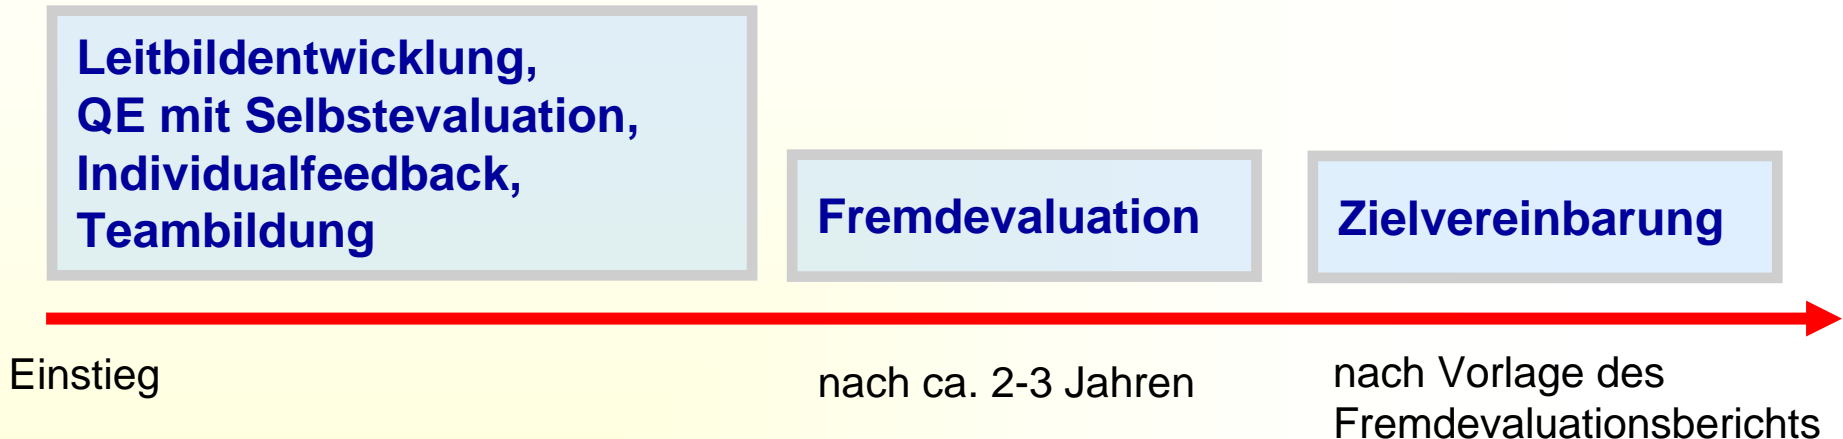 Leitbildentwicklung,
QE mit Selbstevaluation,
Individualfeedback,
Teambildung
Fremdevaluation
Zielvereinbarung
Einstieg
nach ca. 2-3 Jahren
nach Vorlage des
Fremdevaluationsberichts